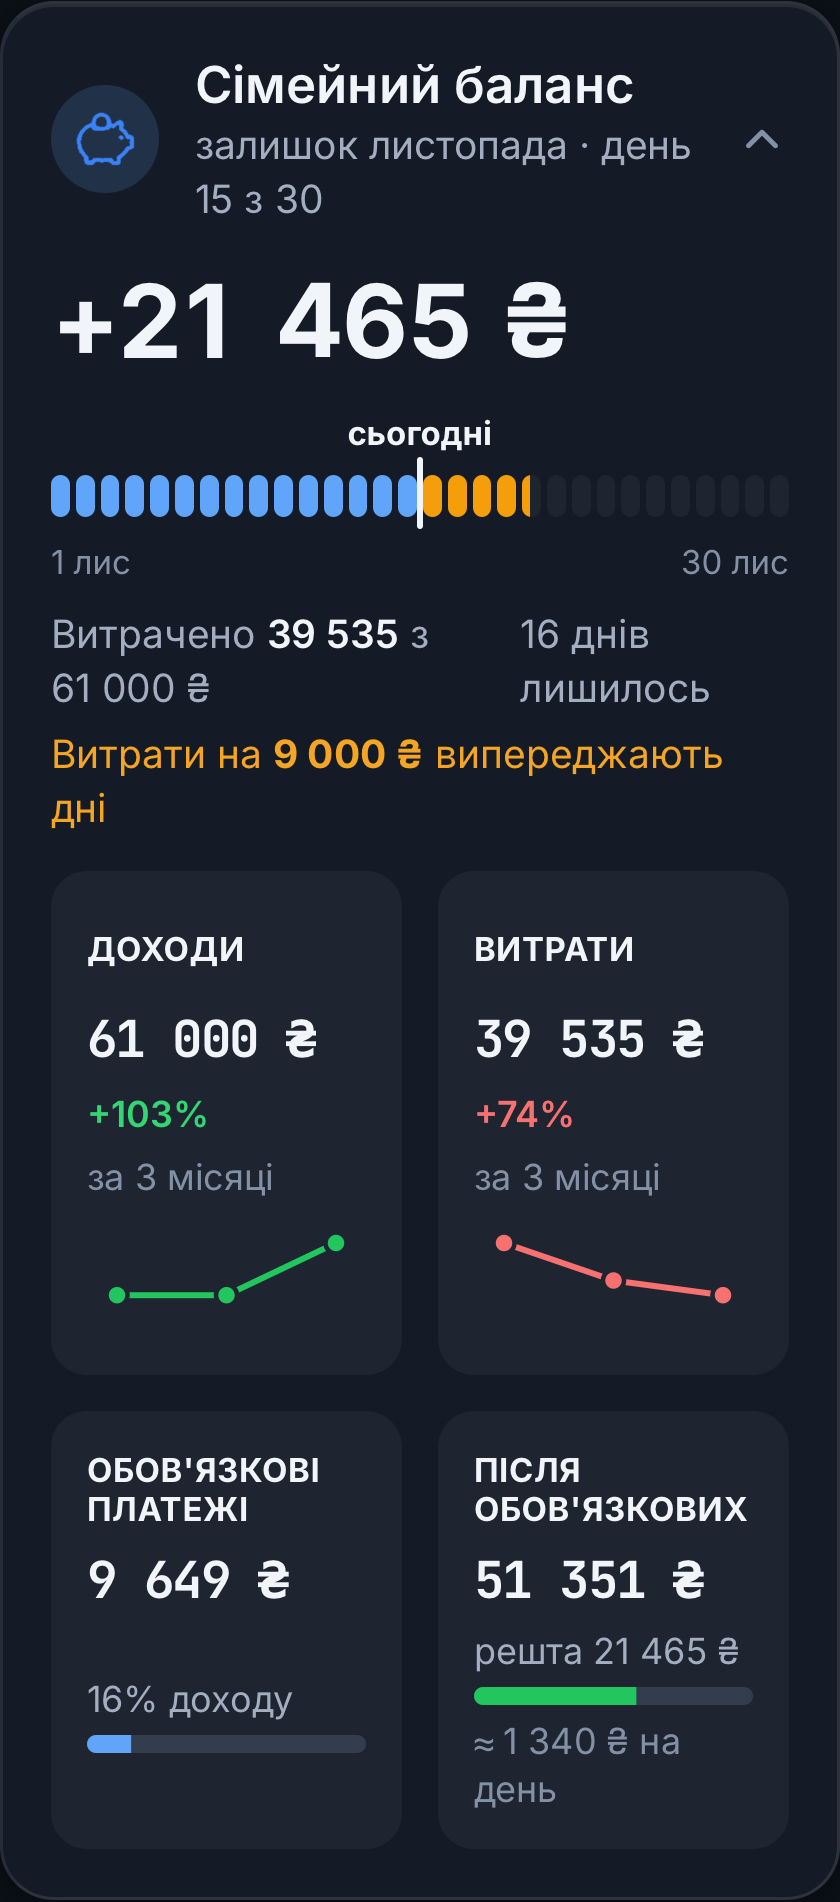 Сімейний баланс
залишок листопада · день
15 з 30
+21 465 ₴
сьогодні
1 лис
30 лис
Витрачено 39 535 з
61 000 ₴
16 днів
лишилось
Витрати на 9 000 ₴ випереджають
дні
ДОХОДИ
61 000 ₴
+103%
за 3 місяці
ВИТРАТИ
39 535 ₴
+74%
за 3 місяці
ОБОВ'ЯЗКОВІ
ПЛАТЕЖІ
9 649 ₴
16% доходу
ПІСЛЯ
ОБОВ'ЯЗКОВИХ
51 351 ₴
решта 21 465 ₴
≈ 1 340 ₴ на
день